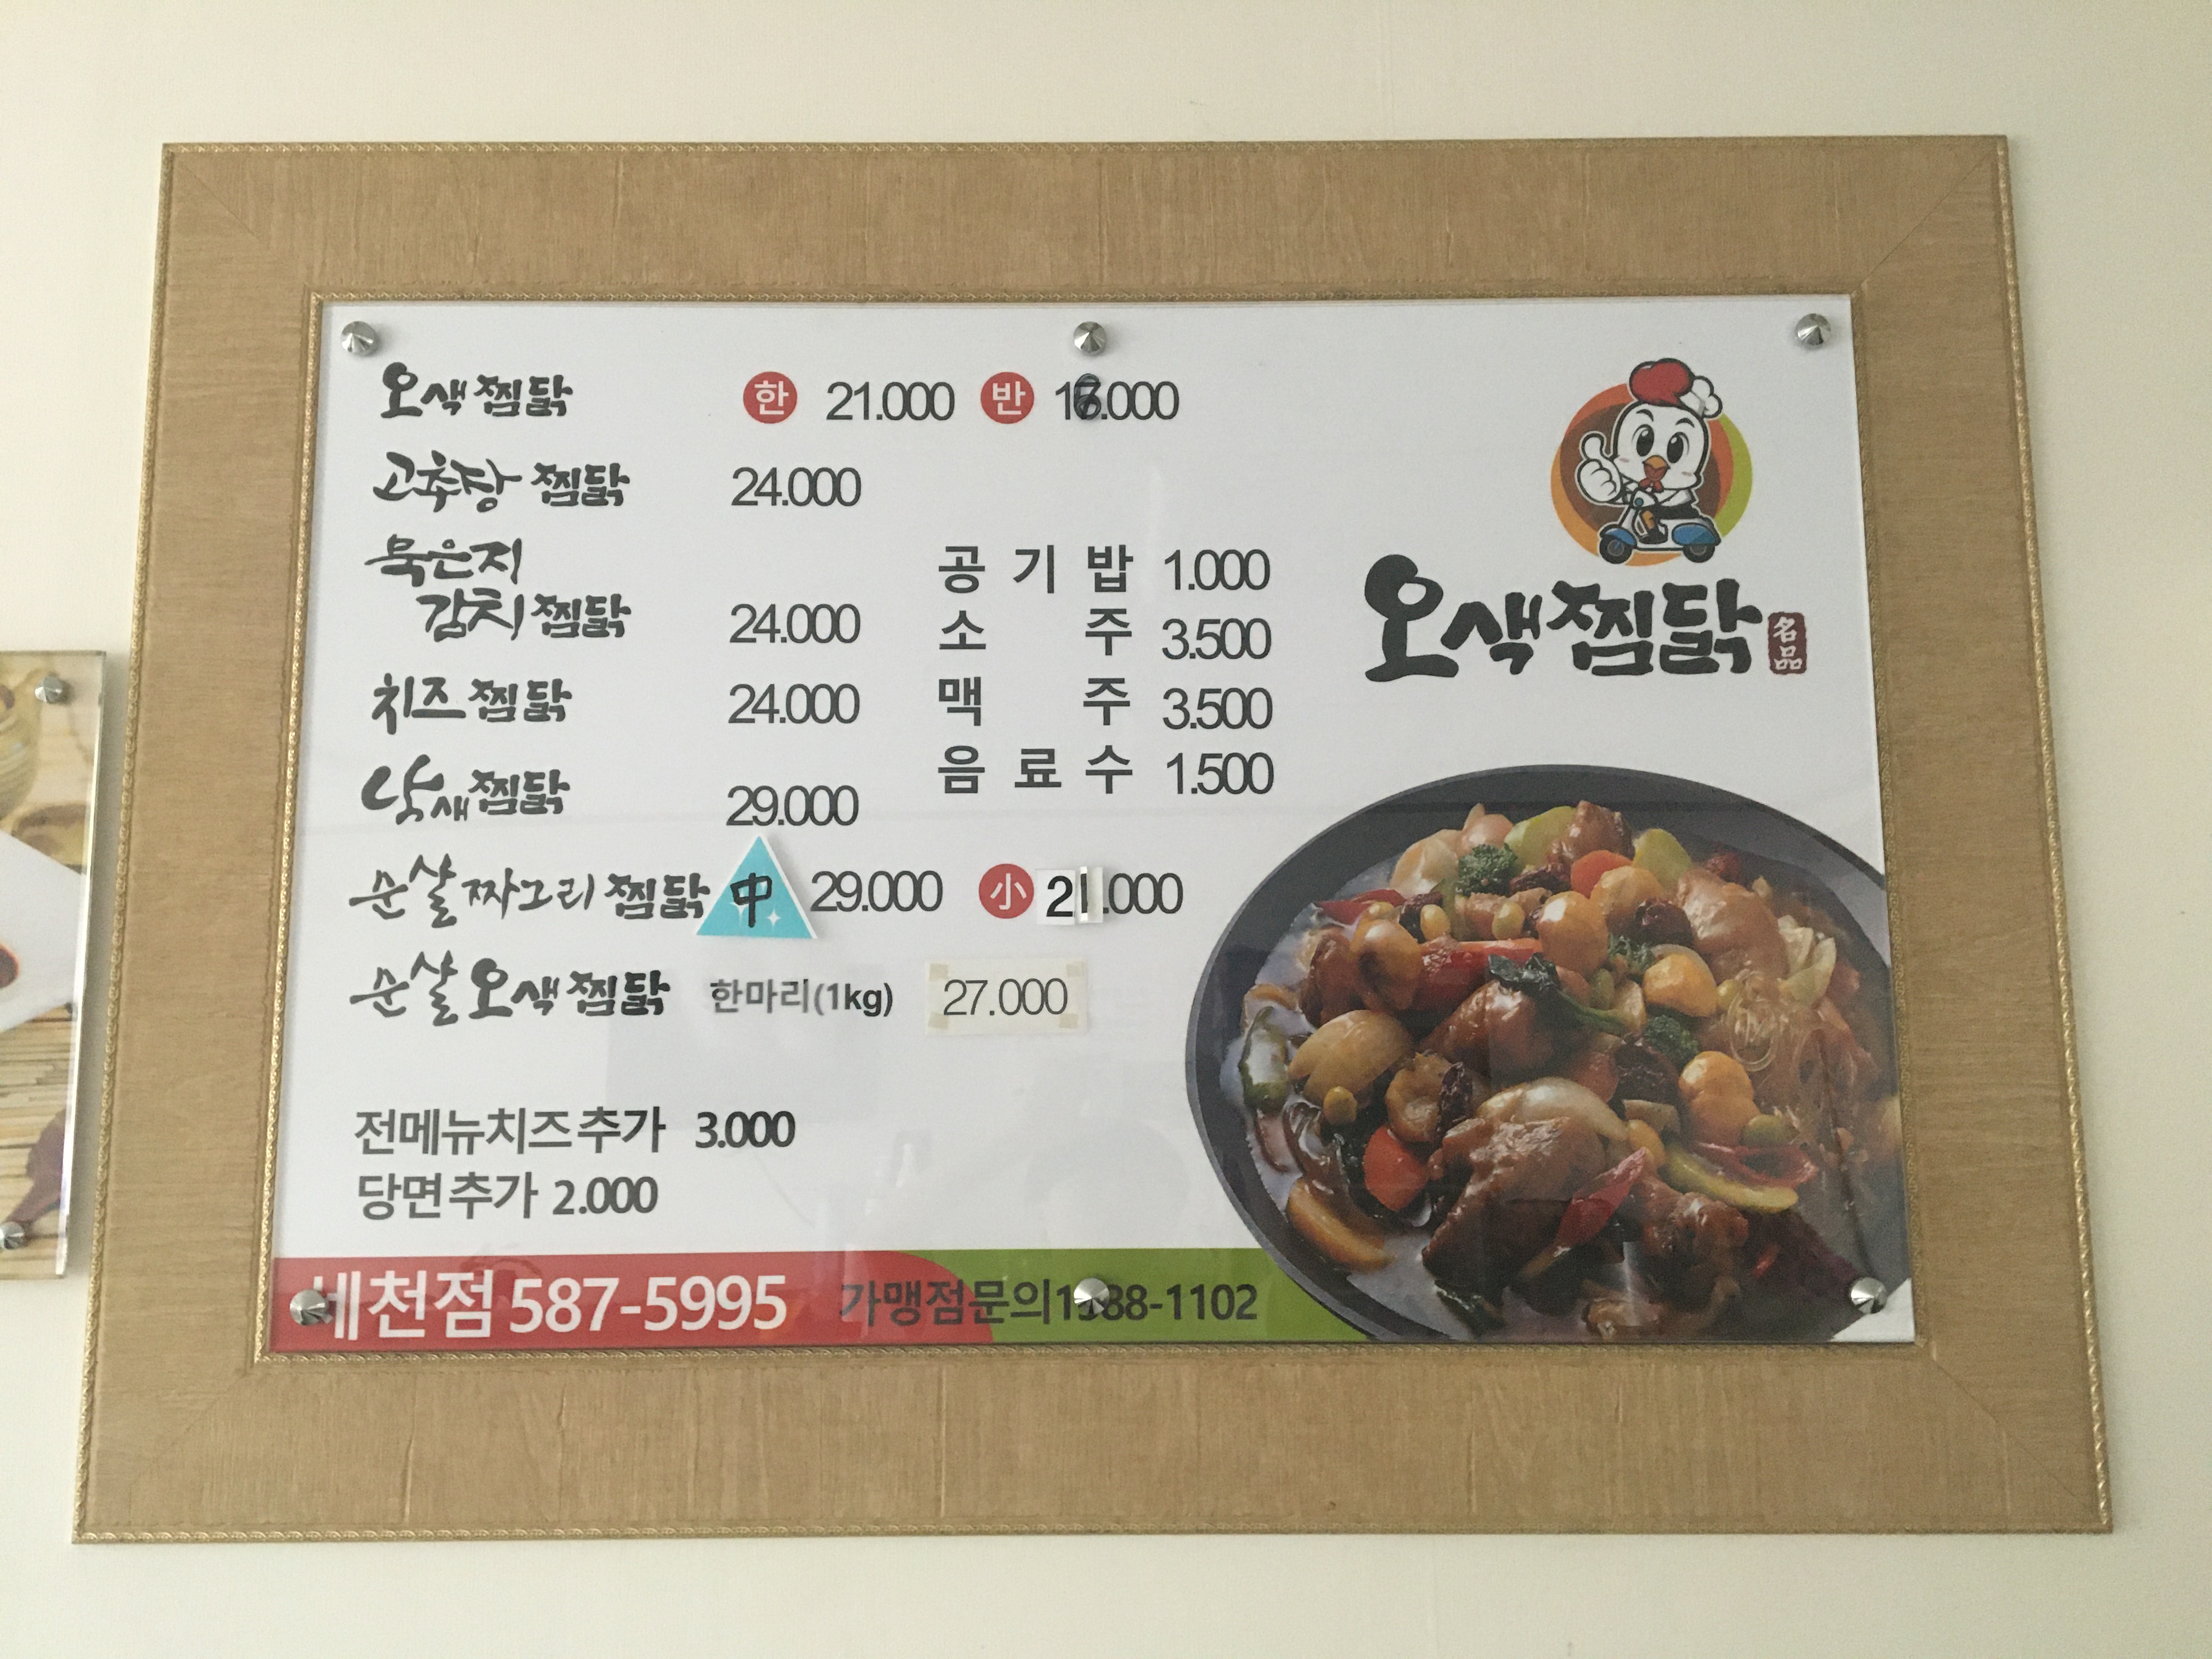 오색찜닭 한 21.000 반 16.000
고추탕 찜닭 24.000
묵은지
김치찜닭 24.000
치즈찜닭 24.000
낙새찜닭 29.000
순살짜그리찜닭 中 29.000 小 21.000
순살오색찜닭 한마리(1kg) 27.000
공기밥 1.000
소주 3.500
맥주 3.500
음료수 1.500
전메뉴치즈추가 3.000
당면추가 2.000
오색찜닭 名品
세천점 587-5995 가맹점문의